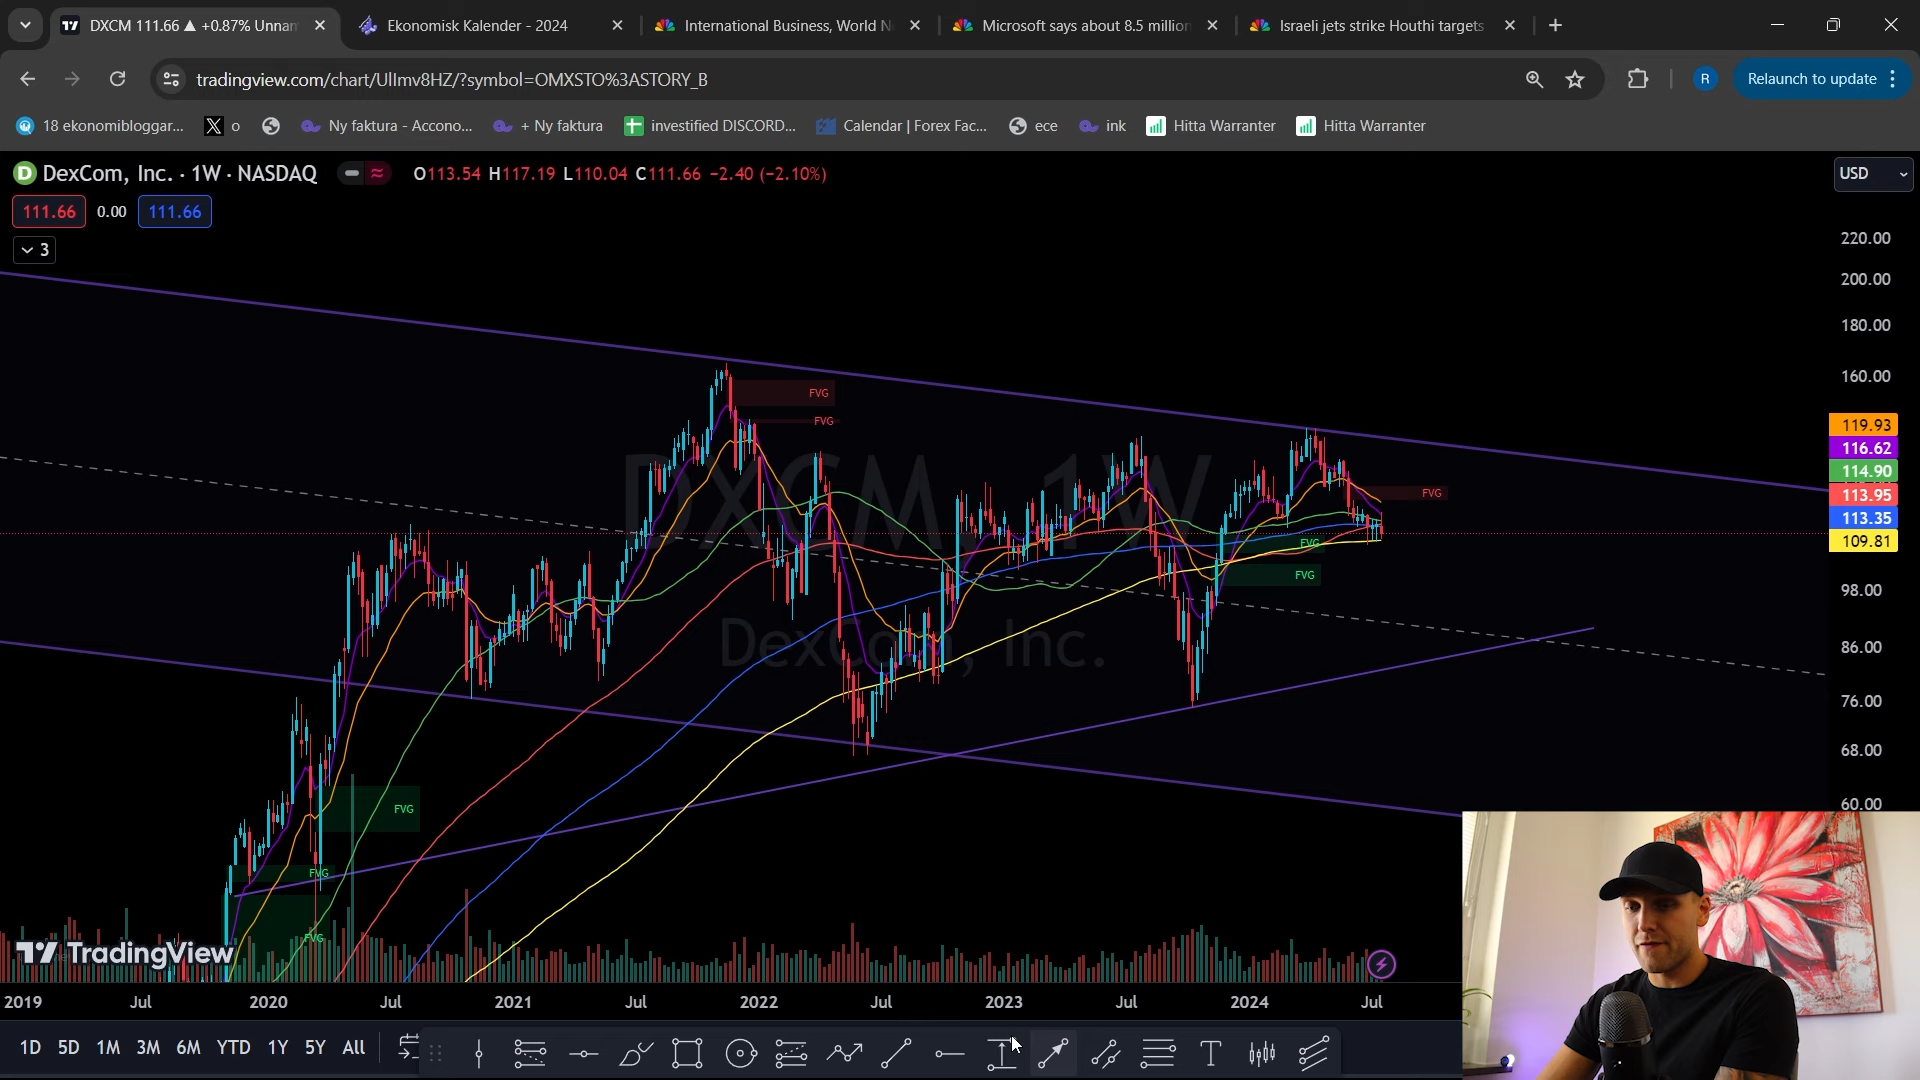 DXCM 111.66 ▲ +0.87% Unnam
Ekonomisk Kalender - 2024
International Business, World N
Microsoft says about 8.5 million
Israeli jets strike Houthi targets
tradingview.com/chart/UlImv8HZ/?symbol=OMXSTO%3ASTORY_B
R
Relaunch to update
18 ekonomibloggar...
o
Ny faktura - Accono...
+ Ny faktura
investified DISCORD...
Calendar | Forex Fac...
ece
ink
Hitta Warranter
Hitta Warranter
D DexCom, Inc. · 1W · NASDAQ
O113.54 H117.19 L110.04 C111.66 −2.40 (−2.10%)
USD
111.66 0.00 111.66
3
220.00
200.00
180.00
160.00
119.93
116.62
114.90
113.95
113.35
109.81
98.00
86.00
76.00
68.00
60.00
FVG
FVG
FVG
FVG
FVG
FVG
FVG
FVG
DXCM 1W
DexCom, Inc.
TradingView
2019 Jul 2020 Jul 2021 Jul 2022 Jul 2023 Jul 2024 Jul
1D 5D 1M 3M 6M YTD 1Y 5Y All
T